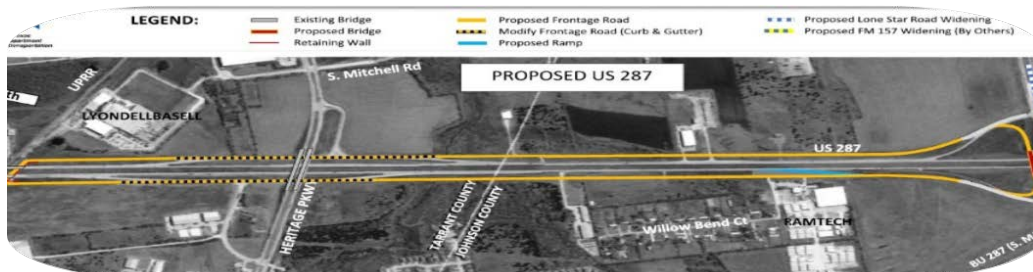 LEGEND:
Existing Bridge
Proposed Bridge
Retaining Wall
Proposed Frontage Road
Modify Frontage Road (Curb & Gutter)
Proposed Ramp
Proposed Lone Star Road Widening
Proposed FM 157 Widening (By Others)
PROPOSED US 287
S. Mitchell Rd
UPRR
LYONDELLBASELL
US 287
HERITAGE PKWY
TARRANT COUNTY
JOHNSON COUNTY
Willow Bend Ct
RAMTECH
BU 287 (S. M